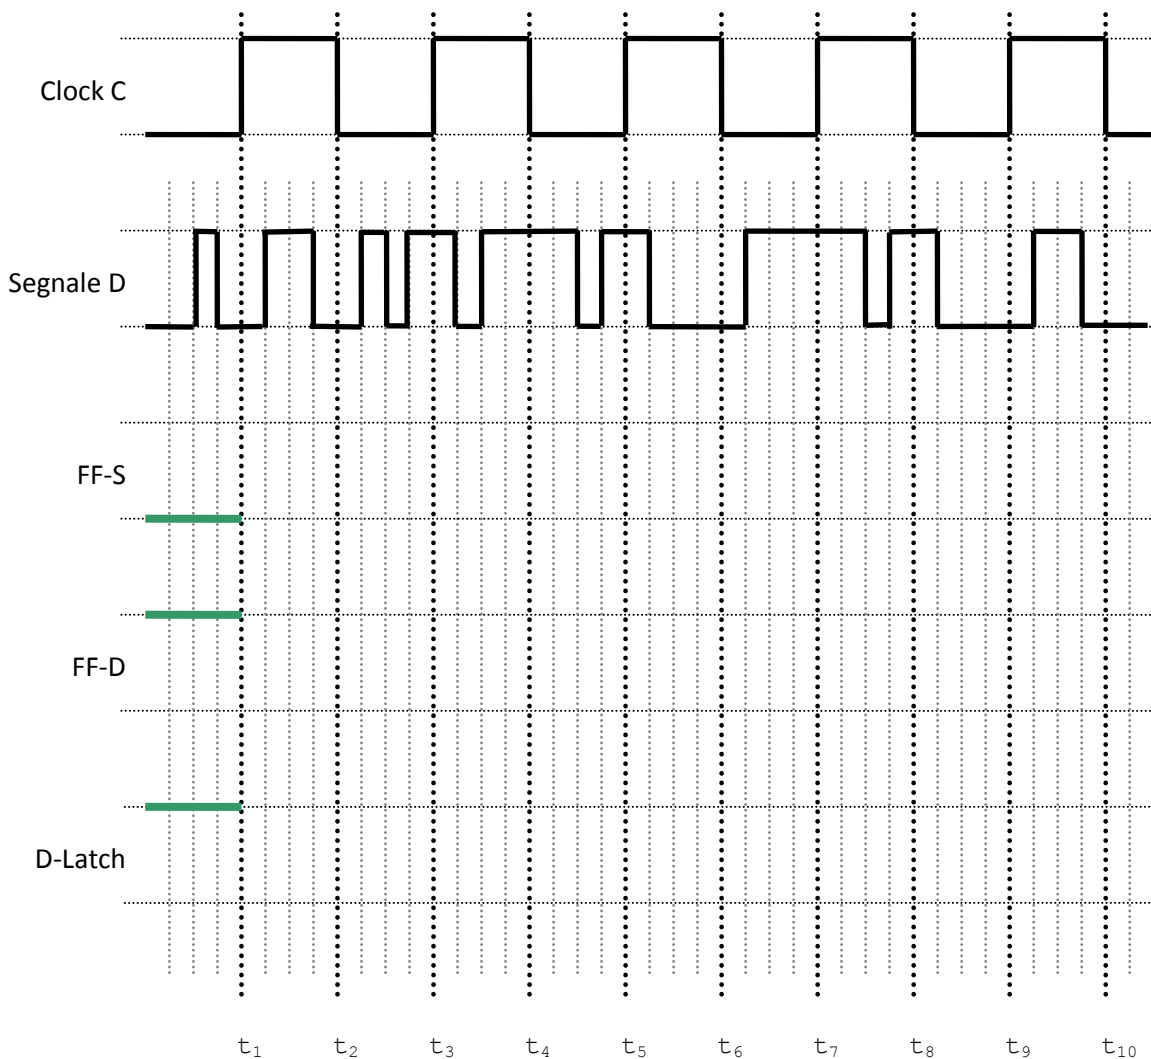 Clock C
Segnale D
FF-S
FF-D
D-Latch
t₁ t₂ t₃ t₄ t₅ t₆ t₇ t₈ t₉ t₁₀